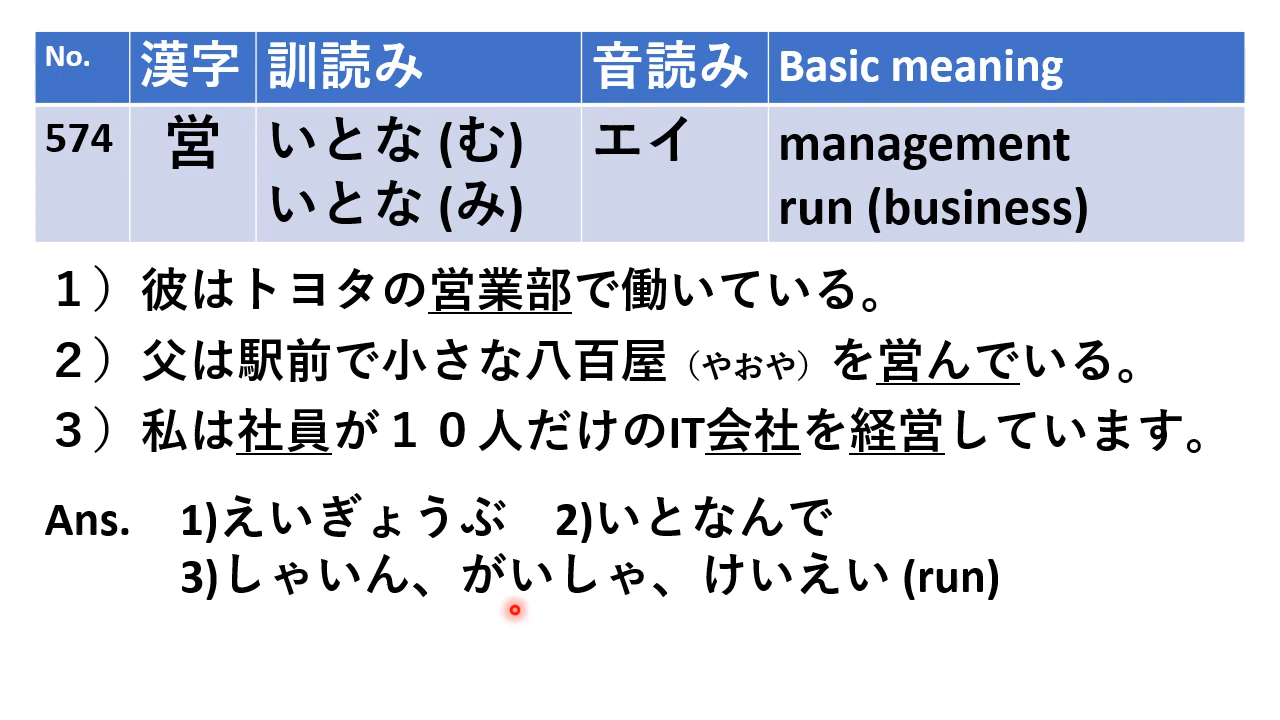 No. 漢字 訓読み 音読み Basic meaning
574 営 いとな (む) エイ management
いとな (み) run (business)
１）彼はトヨタの営業部で働いている。
２）父は駅前で小さな八百屋（やおや）を営んでいる。
３）私は社員が１０人だけのIT会社を経営しています。
Ans. 1)えいぎょうぶ 2)いとなんで
3)しゃいん、がいしゃ、けいえい (run)